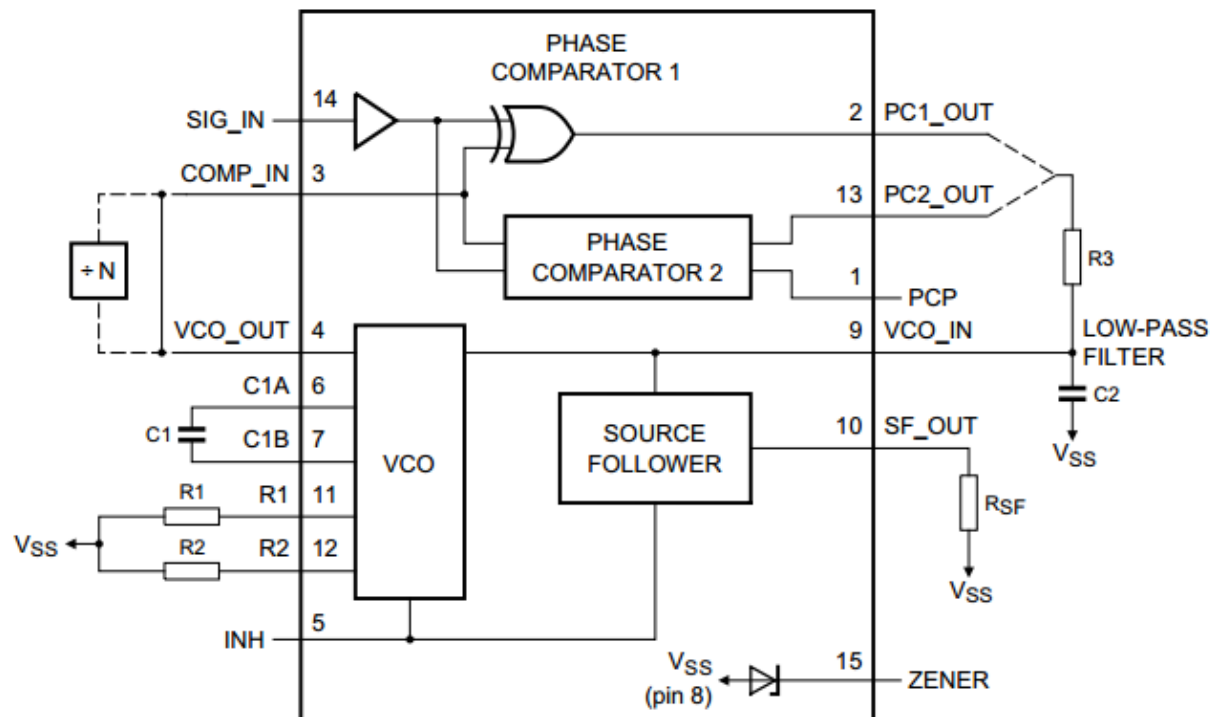 PHASE
COMPARATOR 1
14
SIG_IN
2 PC1_OUT
COMP_IN 3
13 PC2_OUT
÷ N
PHASE
COMPARATOR 2
R3
1
PCP
VCO_OUT 4
9 VCO_IN
LOW-PASS
FILTER
C1A 6
C2
C1
C1B 7
VCO
SOURCE
FOLLOWER
10 SF_OUT
VSS
R1
R1 11
RSF
VSS
R2
R2 12
VSS
INH
5
VSS
(pin 8)
15
ZENER